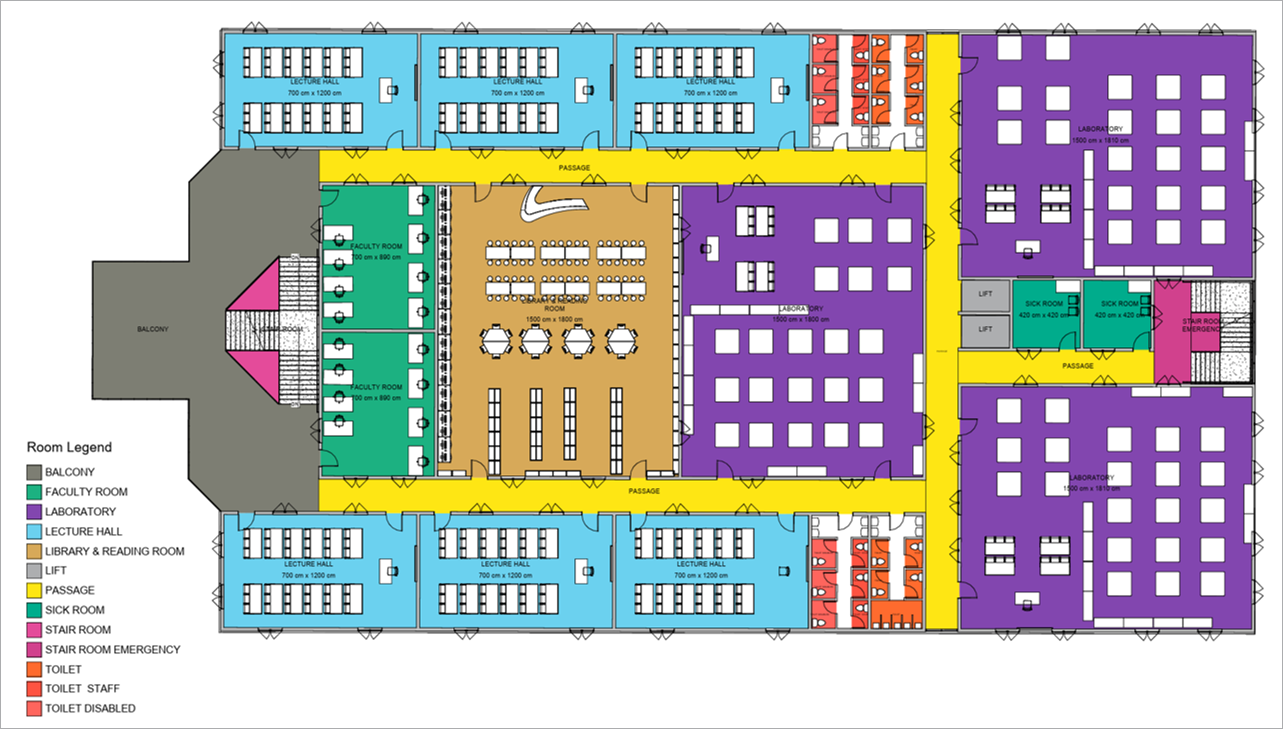 LECTURE HALL
700 cm x 1200 cm
LECTURE HALL
700 cm x 1200 cm
LECTURE HALL
700 cm x 1200 cm
LABORATORY
1500 cm x 1810 cm
PASSAGE
FACULTY ROOM
700 cm x 890 cm
LIBRARY & READING
ROOM
1500 cm x 1800 cm
LABORATORY
1500 cm x 1800 cm
LIFT
LIFT
SICK ROOM
420 cm x 420 cm
SICK ROOM
420 cm x 420 cm
STAIR ROOM
EMERGENCY
BALCONY
STAIR ROOM
PASSAGE
FACULTY ROOM
700 cm x 890 cm
LABORATORY
1500 cm x 1810 cm
PASSAGE
LECTURE HALL
700 cm x 1200 cm
LECTURE HALL
700 cm x 1200 cm
LECTURE HALL
700 cm x 1200 cm
Room Legend
BALCONY
FACULTY ROOM
LABORATORY
LECTURE HALL
LIBRARY & READING ROOM
LIFT
PASSAGE
SICK ROOM
STAIR ROOM
STAIR ROOM EMERGENCY
TOILET
TOILET STAFF
TOILET DISABLED